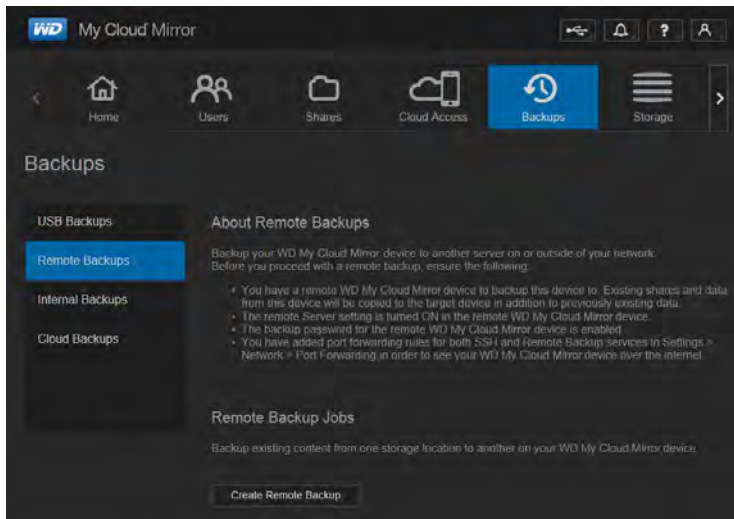 WD My Cloud Mirror
?
Home
Users
Shares
Cloud Access
Backups
Storage
Backups
USB Backups
Remote Backups
Internal Backups
Cloud Backups
About Remote Backups
Backup your WD My Cloud Mirror device to another server on or outside of your network.
Before you proceed with a remote backup, ensure the following:
• You have a remote WD My Cloud Mirror device to backup this device to. Existing shares and data
from this device will be copied to the target device in addition to previously existing data.
• The remote Server setting is turned ON in the remote WD My Cloud Mirror device.
• The backup password for the remote WD My Cloud Mirror device is enabled
• You have added port forwarding rules for both SSH and Remote Backup services in Settings >
Network > Port Forwarding in order to see your WD My Cloud Mirror device over the internet.
Remote Backup Jobs
Backup existing content from one storage location to another on your WD My Cloud Mirror device.
Create Remote Backup